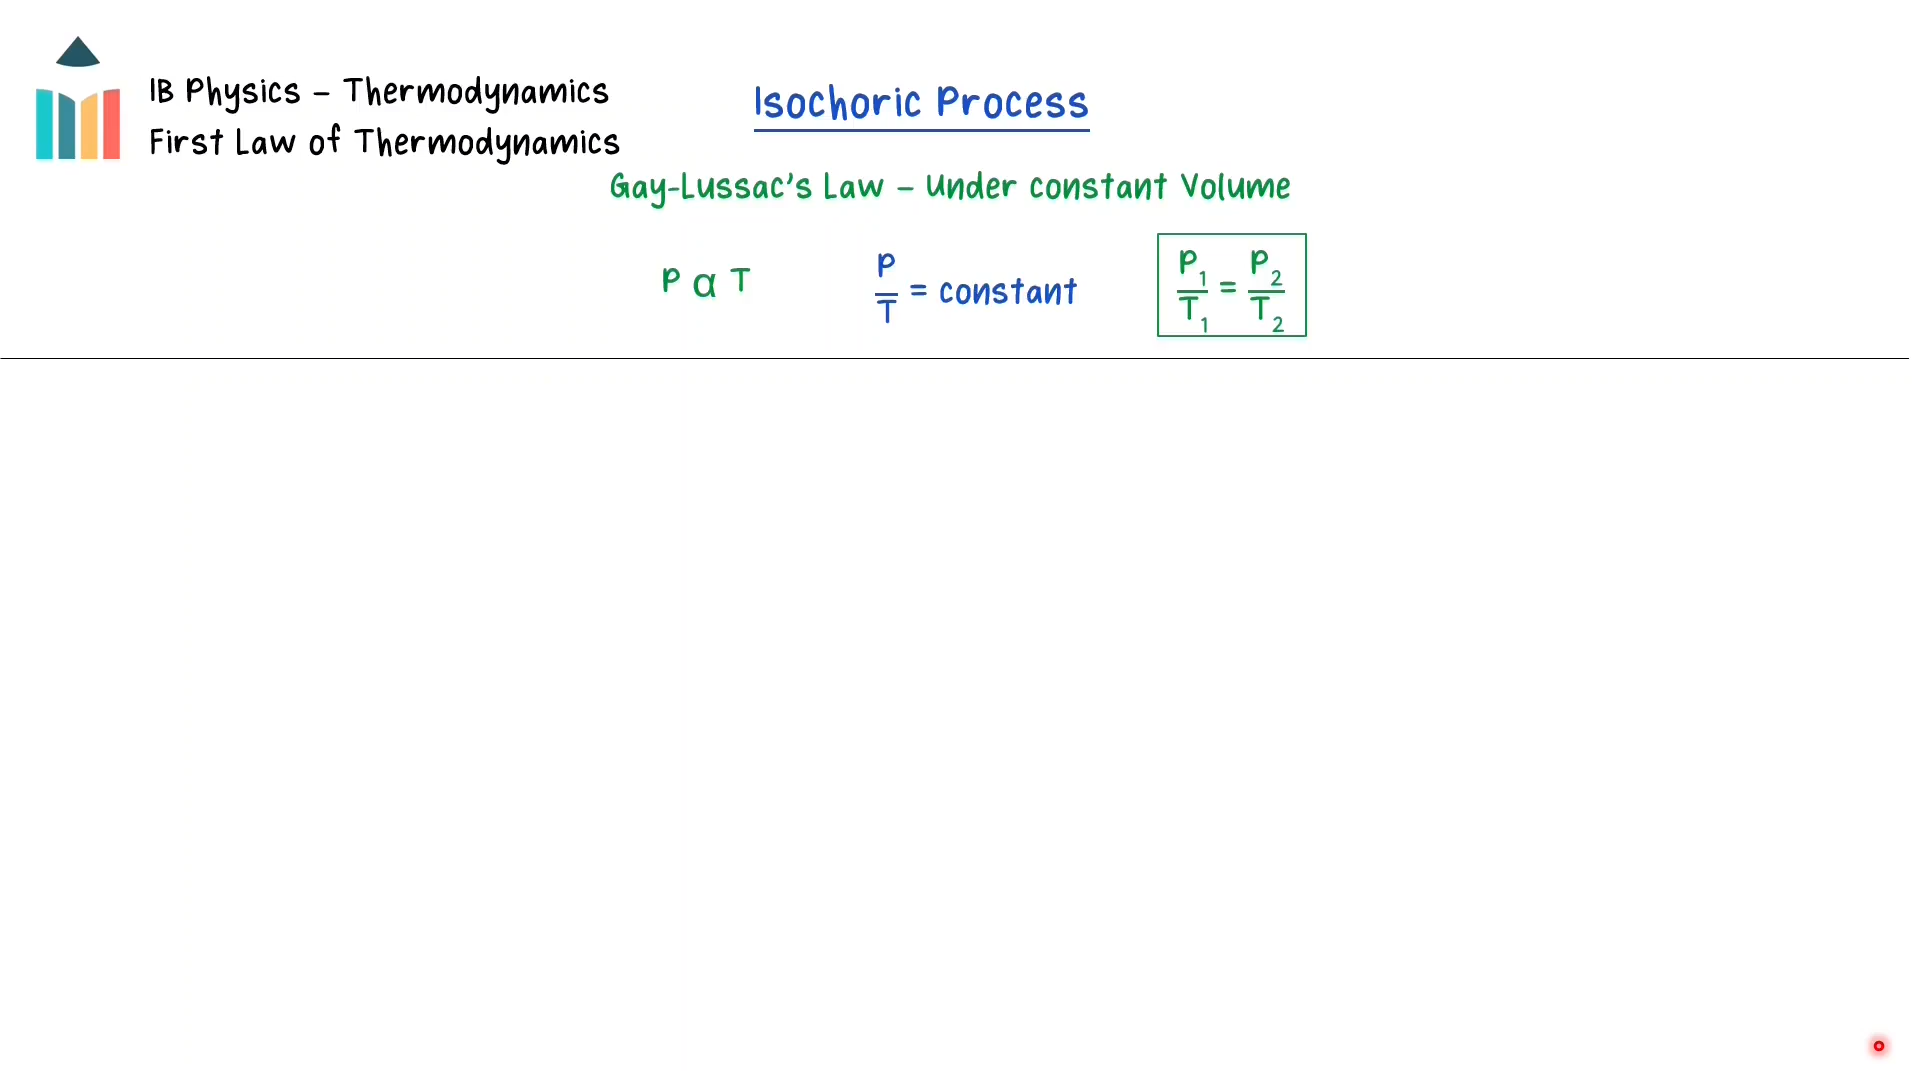 IB Physics – Thermodynamics
First Law of Thermodynamics
Isochoric Process
Gay-Lussac's Law – Under constant Volume
P α T
P/T = constant
P₁/T₁ = P₂/T₂